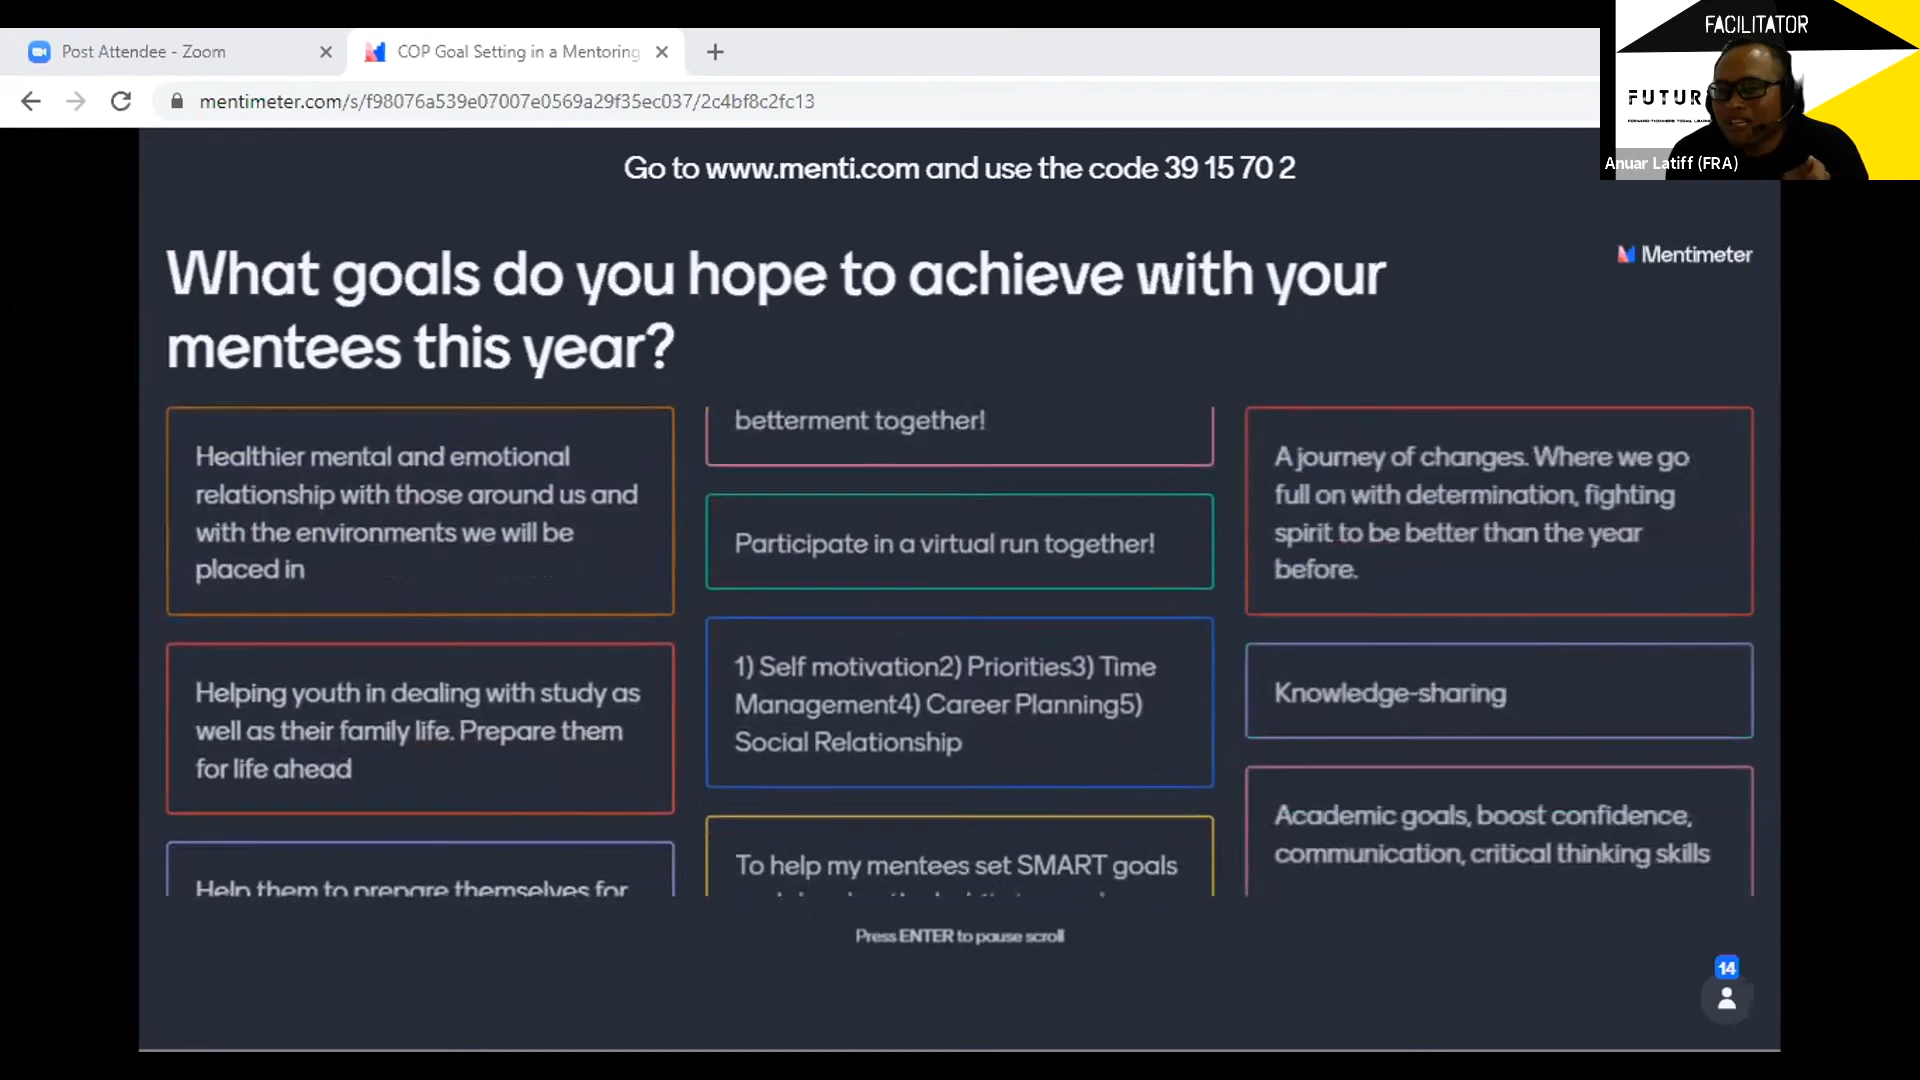 Post Attendee - Zoom
COP Goal Setting in a Mentoring
mentimeter.com/s/f98076a539e07007e0569a29f35ec037/2c4bf8c2fc13
FACILITATOR
FUTUR
Anuar Latiff (FRA)
Go to www.menti.com and use the code 39 15 70 2
Mentimeter
What goals do you hope to achieve with your
mentees this year?
Healthier mental and emotional
relationship with those around us and
with the environments we will be
placed in
Helping youth in dealing with study as
well as their family life. Prepare them
for life ahead
Help them to prepare themselves for
betterment together!
Participate in a virtual run together!
1) Self motivation2) Priorities3) Time
Management4) Career Planning5)
Social Relationship
To help my mentees set SMART goals
A journey of changes. Where we go
full on with determination, fighting
spirit to be better than the year
before.
Knowledge-sharing
Academic goals, boost confidence,
communication, critical thinking skills
Press ENTER to pause scroll
14